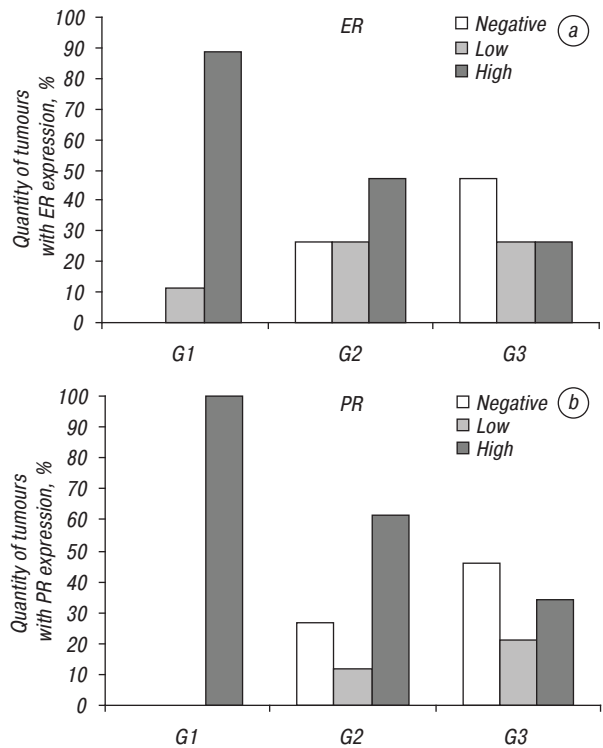 ER
Negative
Low
High
a
Quantity of tumours
with ER expression, %
100
90
80
70
60
50
40
30
20
10
0
G1 G2 G3
PR
Negative
Low
High
b
Quantity of tumours
with PR expression, %
100
90
80
70
60
50
40
30
20
10
0
G1 G2 G3